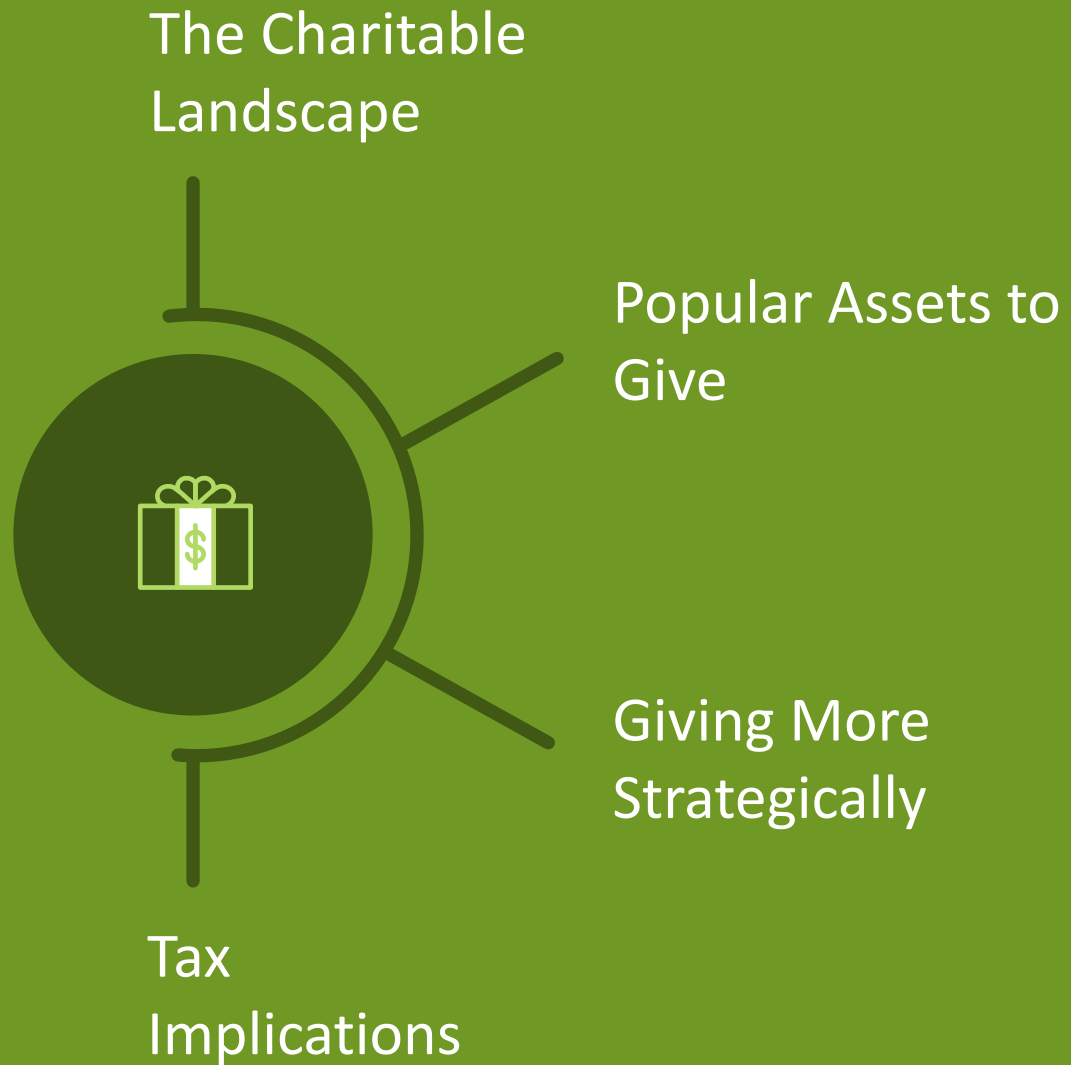 The Charitable
Landscape
Popular Assets to
Give
$
Giving More
Strategically
Tax
Implications